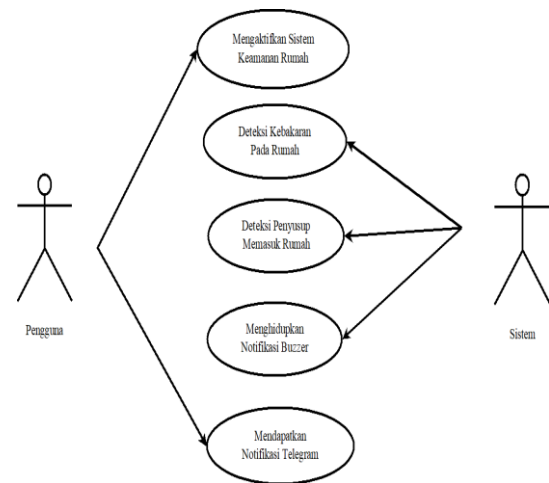 Mengaktifkan Sistem
Keamanan Rumah
Deteksi Kebakaran
Pada Rumah
Deteksi Penyusup
Memasuk Rumah
Pengguna
Menghidupkan
Notifikasi Buzzer
Sistem
Mendapatkan
Notifikasi Telegram